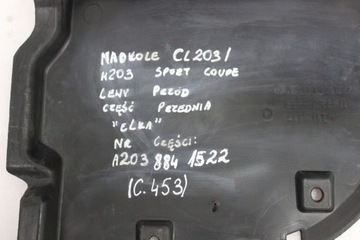 NADKOLE CL203/
H203 SPORT COUPE
LEWY PRZÓD
CZĘŚĆ PRZEDNIA
"ELKA"
NR CZĘŚCI:
A203 884 1522
(C.453)